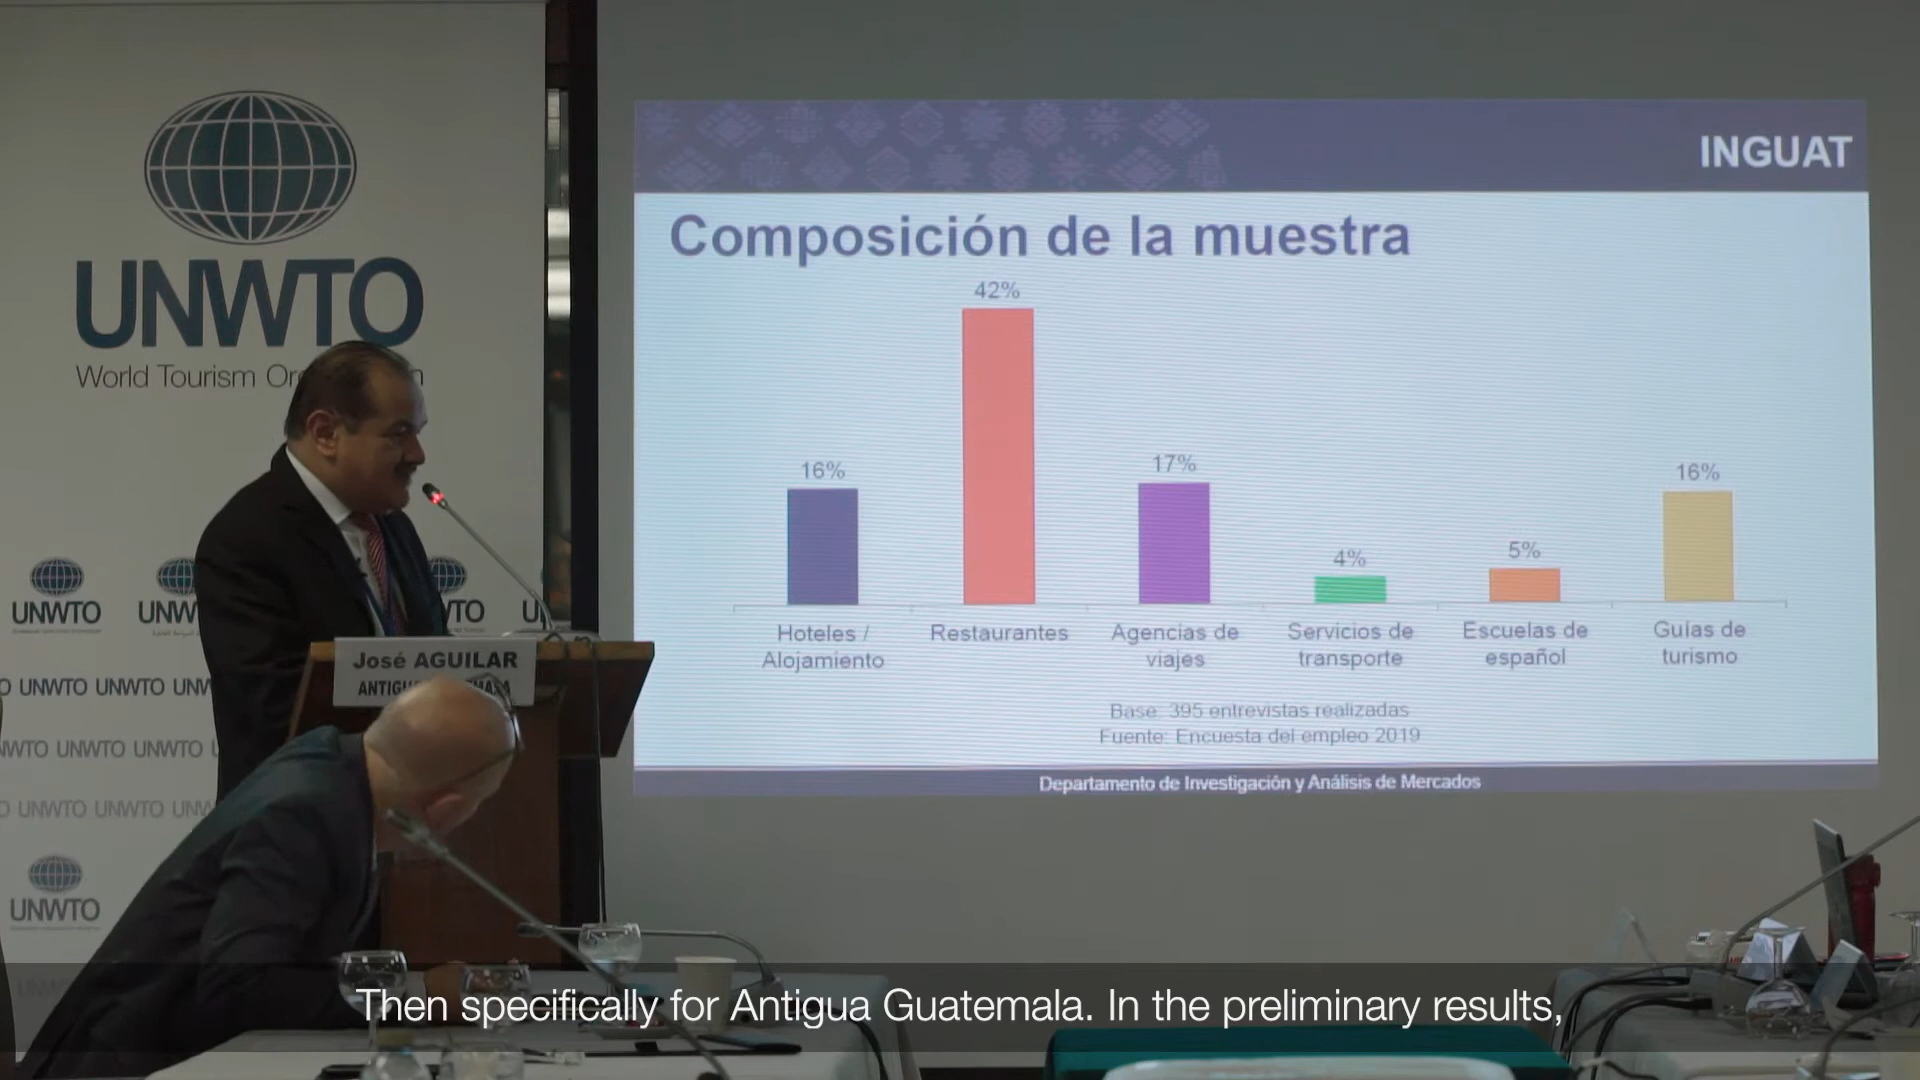 UNWTO
World Tourism
INGUAT
Composición de la muestra
42%
16%
17%
4%
5%
16%
Hoteles /
Alojamiento
Restaurantes
Agencias de
viajes
Servicios de
transporte
Escuelas de
español
Guías de
turismo
Base: 395 entrevistas realizadas
Fuente: Encuesta del empleo 2019
Departamento de Investigación y Análisis de Mercados
José AGUILAR
UNWTO
UNWTO UNWTO
UNWTO UNWTO
UNWTO UNWTO
UNWTO
Then specifically for Antigua Guatemala. In the preliminary results,